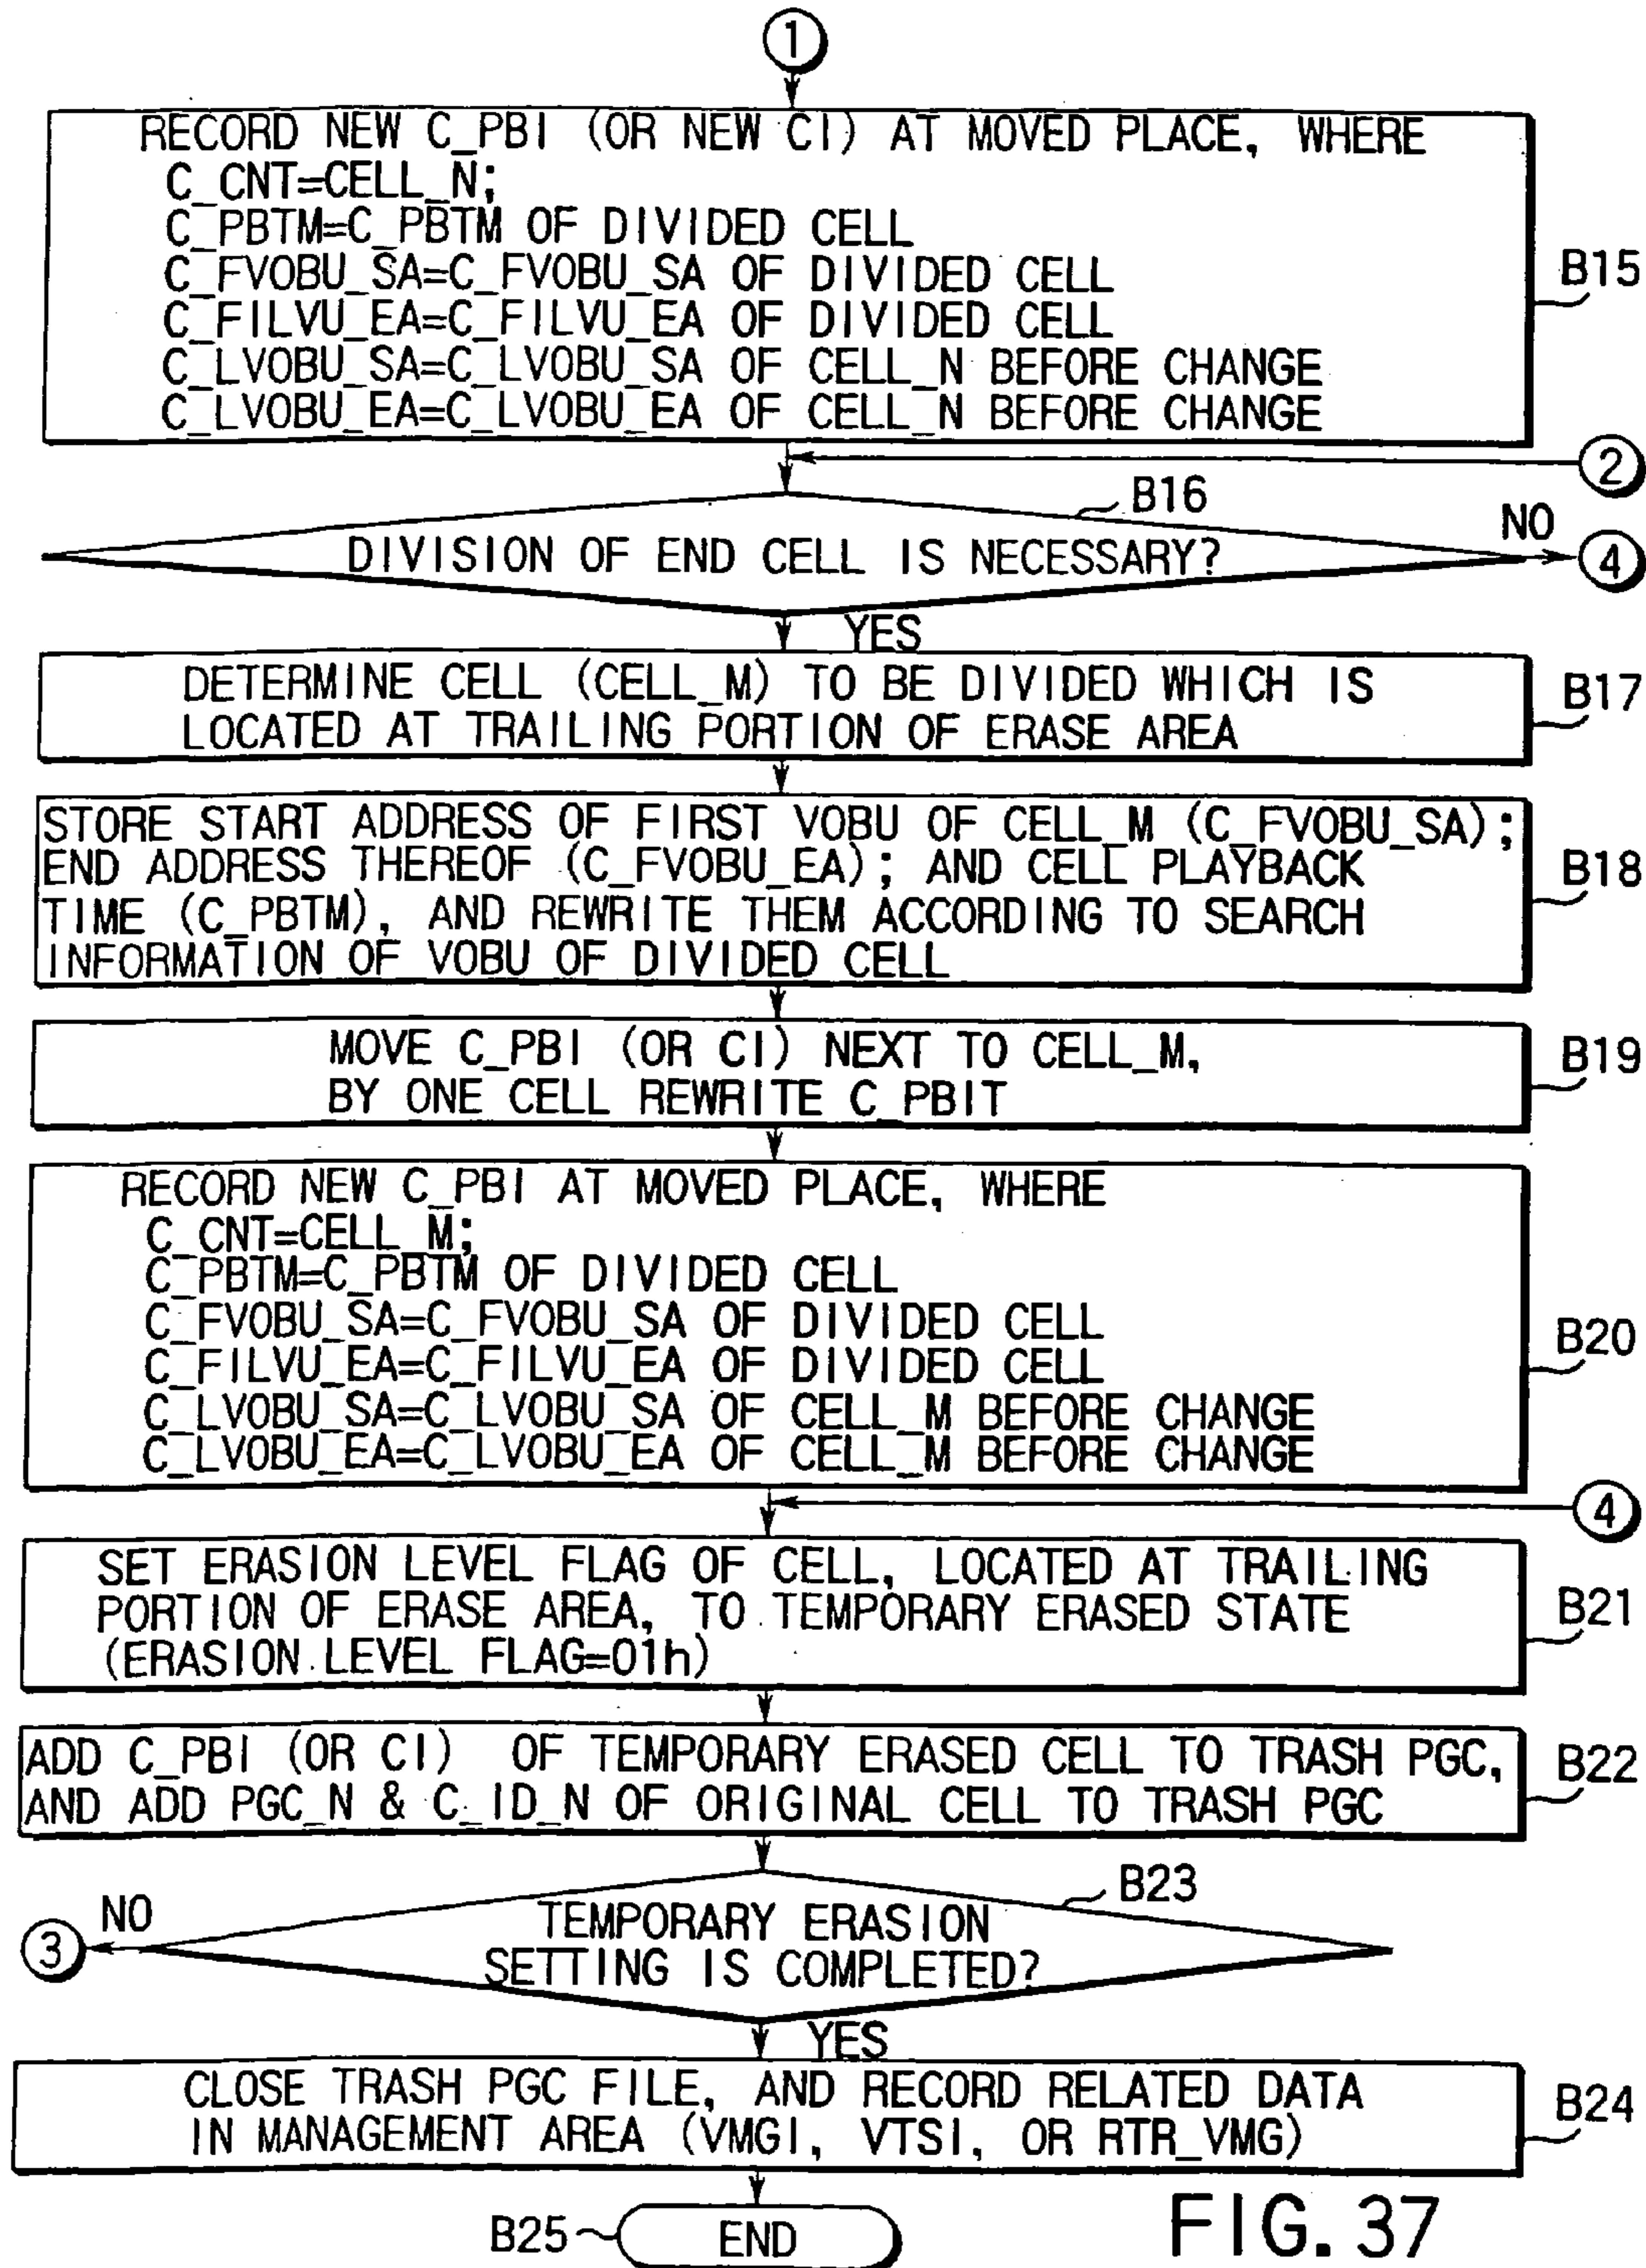 1
RECORD NEW C_PBI (OR NEW CI) AT MOVED PLACE, WHERE
C_CNT=CELL_N;
C_PBTM=C_PBTM OF DIVIDED CELL
C_FVOBU_SA=C_FVOBU_SA OF DIVIDED CELL
C_FILVU_EA=C_FILVU_EA OF DIVIDED CELL
C_LVOBU_SA=C_LVOBU_SA OF CELL_N BEFORE CHANGE
C_LVOBU_EA=C_LVOBU_EA OF CELL_N BEFORE CHANGE
B15
2
B16
DIVISION OF END CELL IS NECESSARY?
NO
4
YES
DETERMINE CELL (CELL_M) TO BE DIVIDED WHICH IS
LOCATED AT TRAILING PORTION OF ERASE AREA
B17
STORE START ADDRESS OF FIRST VOBU OF CELL_M (C_FVOBU_SA);
END ADDRESS THEREOF (C_FVOBU_EA); AND CELL PLAYBACK
TIME (C_PBTM), AND REWRITE THEM ACCORDING TO SEARCH
INFORMATION OF VOBU OF DIVIDED CELL
B18
MOVE C_PBI (OR CI) NEXT TO CELL_M,
BY ONE CELL REWRITE C_PBIT
B19
RECORD NEW C_PBI AT MOVED PLACE, WHERE
C_CNT=CELL_M;
C_PBTM=C_PBTM OF DIVIDED CELL
C_FVOBU_SA=C_FVOBU_SA OF DIVIDED CELL
C_FILVU_EA=C_FILVU_EA OF DIVIDED CELL
C_LVOBU_SA=C_LVOBU_SA OF CELL_M BEFORE CHANGE
C_LVOBU_EA=C_LVOBU_EA OF CELL_M BEFORE CHANGE
B20
4
SET ERASION LEVEL FLAG OF CELL, LOCATED AT TRAILING
PORTION OF ERASE AREA, TO TEMPORARY ERASED STATE
(ERASION LEVEL FLAG=01h)
B21
ADD C_PBI (OR CI) OF TEMPORARY ERASED CELL TO TRASH PGC,
AND ADD PGC_N & C_ID_N OF ORIGINAL CELL TO TRASH PGC
B22
B23
TEMPORARY ERASION
SETTING IS COMPLETED?
NO
3
YES
CLOSE TRASH PGC FILE, AND RECORD RELATED DATA
IN MANAGEMENT AREA (VMGI, VTSI, OR RTR_VMG)
B24
B25
END
FIG. 37